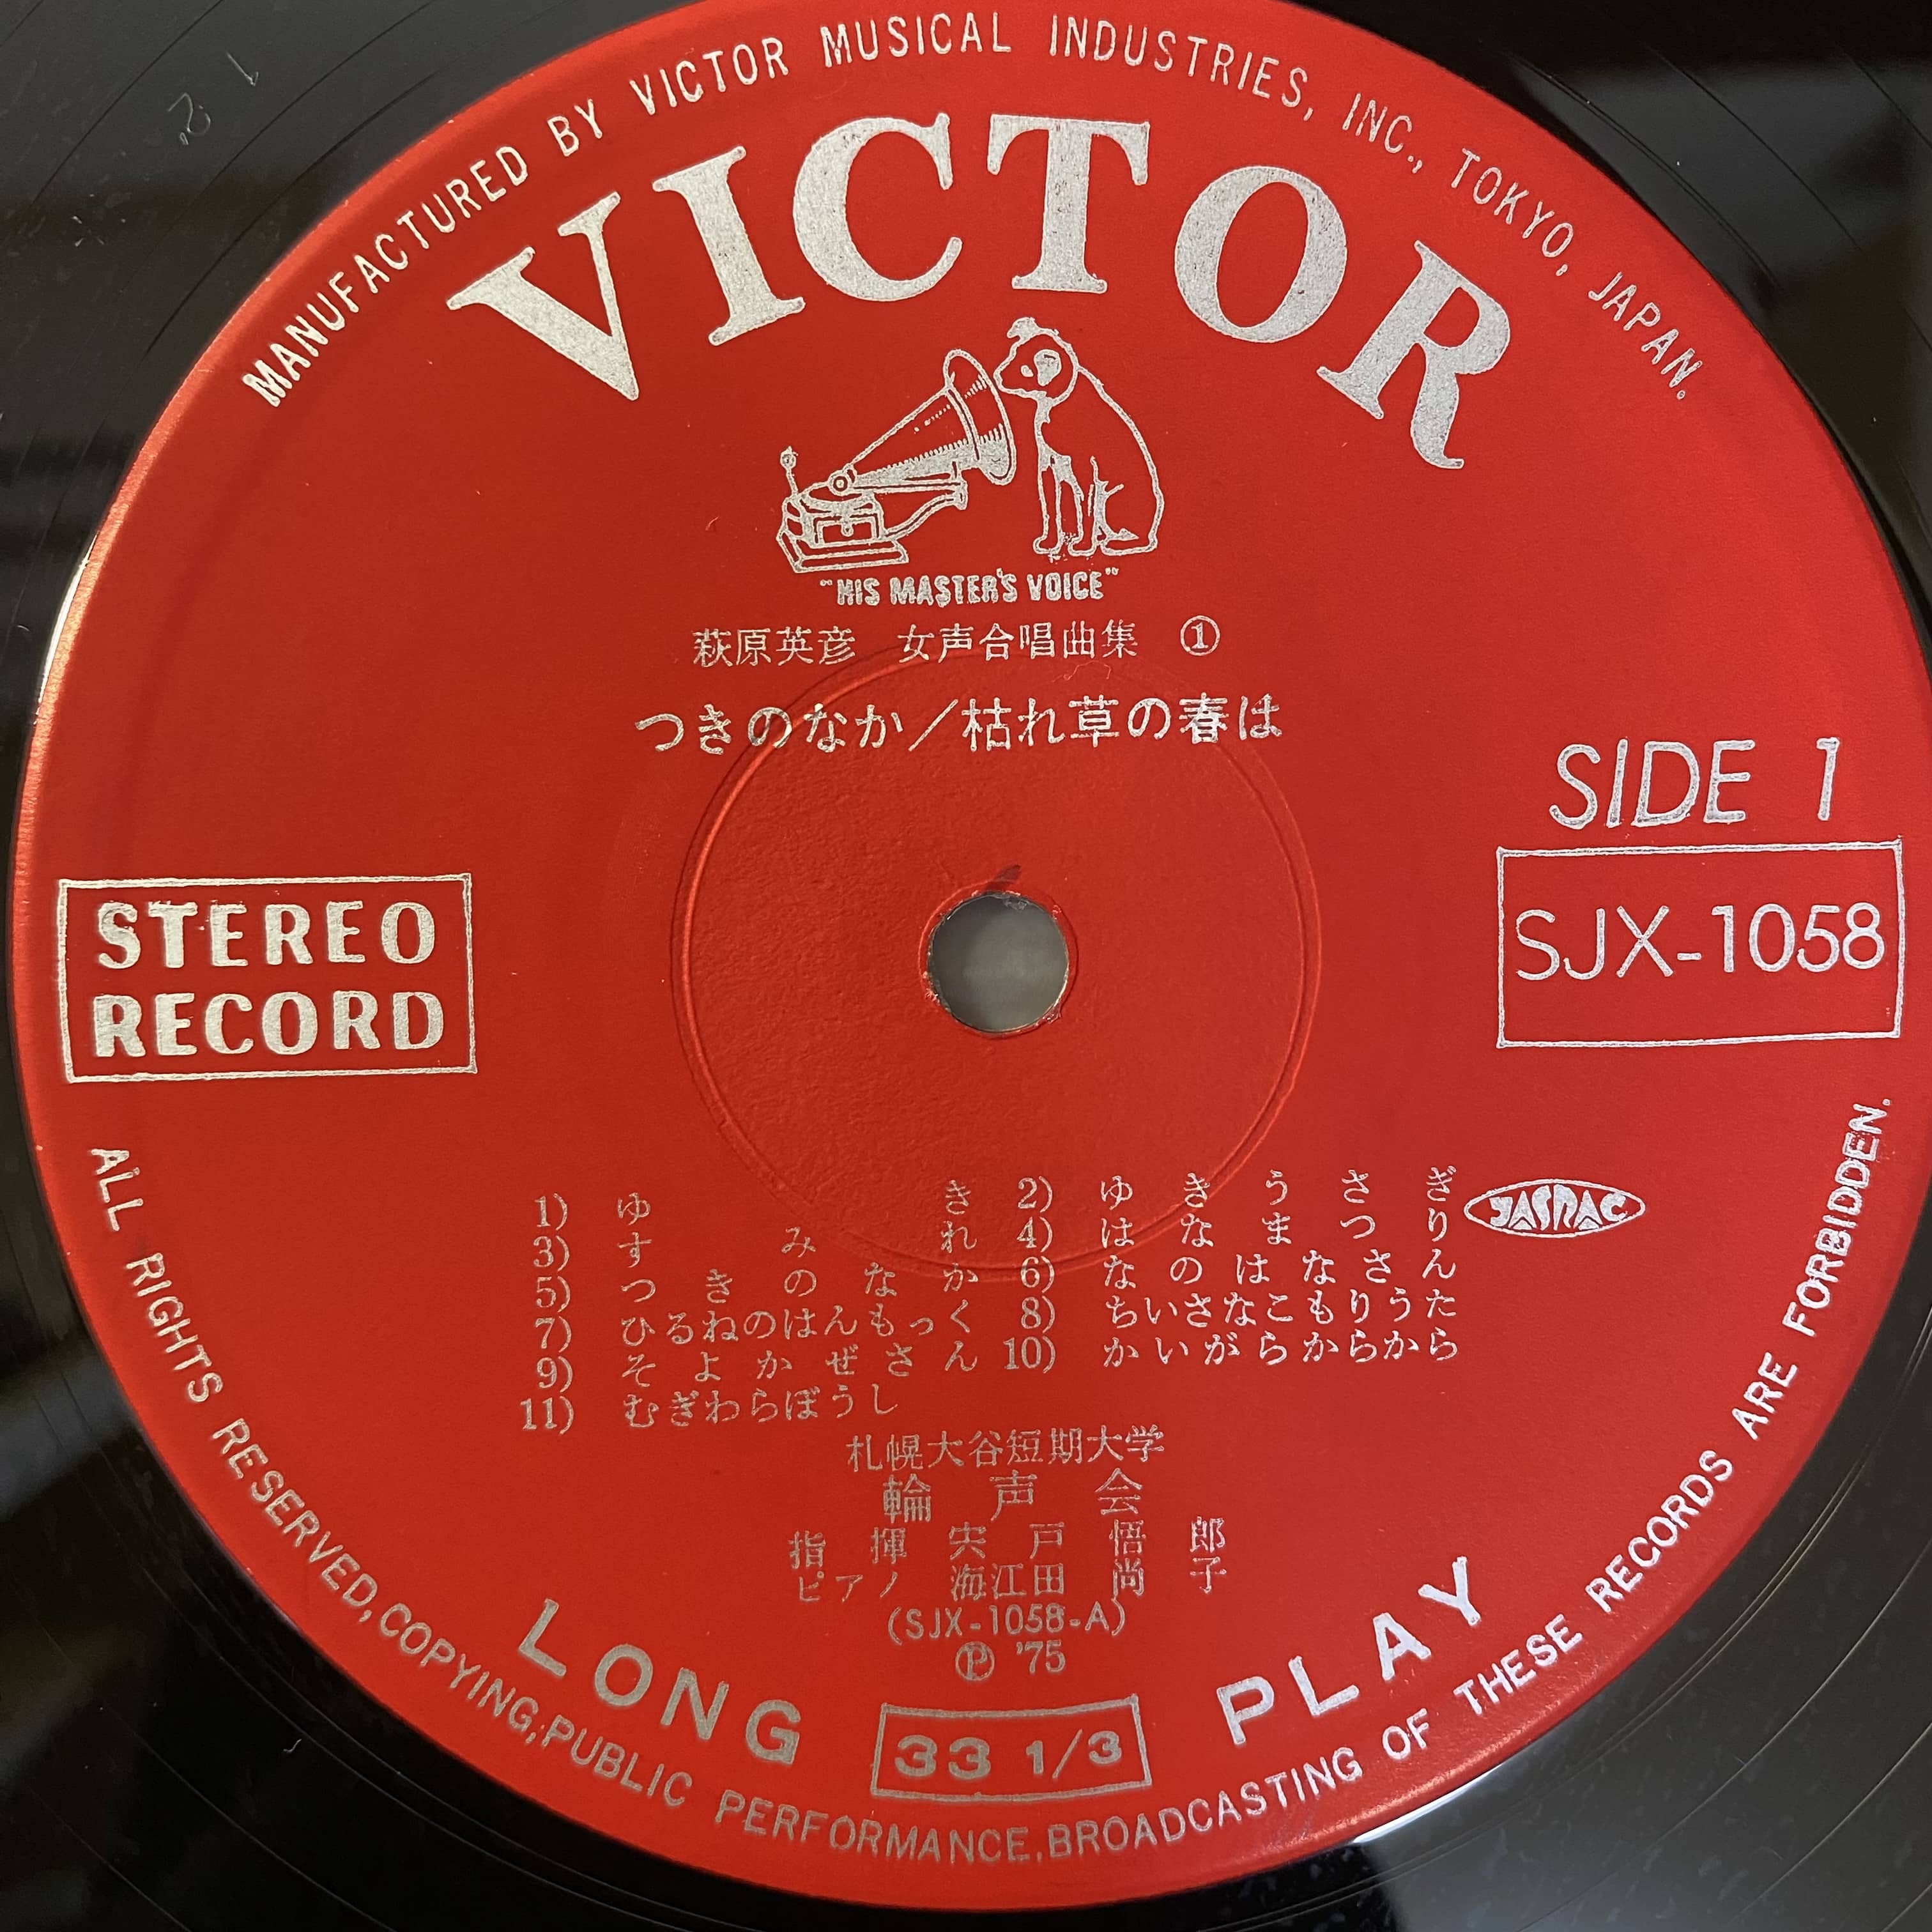 MANUFACTURED BY VICTOR MUSICAL INDUSTRIES, INC., TOKYO, JAPAN.
VICTOR
"HIS MASTER'S VOICE"
萩原英彦 女声合唱曲集 ①
つきのなか／枯れ草の春は
SIDE 1
STEREO
RECORD
SJX-1058
1) ゆき 2) ゆきうさぎ
JASRAC
3) すみれ 4) はなまつり
5) つきのなか 6) なのはなさん
7) ひるねのはんもっく 8) ちいさなこもりうた
9) そよかぜさん 10) かいがらからから
11) むぎわらぼうし
札幌大谷短期大学
輪声会
指揮 宍戸悟郎
ピアノ 海江田尚子
(SJX-1058-A)
Ⓟ '75
LONG 33 1/3 PLAY
ALL RIGHTS RESERVED, COPYING, PUBLIC PERFORMANCE, BROADCASTING OF THESE RECORDS ARE FORBIDDEN.